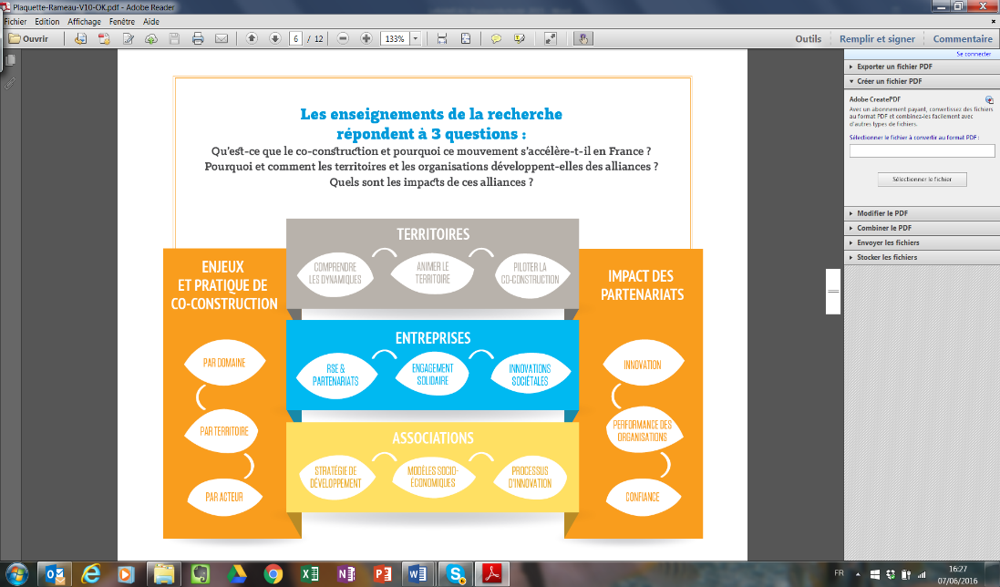 Plaquette-Rameau-V10-OK.pdf - Adobe Reader
Fichier Edition Affichage Fenêtre Aide
Ouvrir
6 / 12
133%
Outils
Remplir et signer
Commentaire
Se connecter
Exporter un fichier PDF
Créer un fichier PDF
Adobe CreatePDF
Avec un abonnement payant, convertissez des fichiers
au format PDF et combinez-les facilement avec
d'autres types de fichiers.
Sélectionner le fichier à convertir au format PDF :
Sélectionner le fichier
Modifier le PDF
Combiner le PDF
Envoyer les fichiers
Stocker les fichiers
Les enseignements de la recherche
répondent à 3 questions :
Qu'est-ce que le co-construction et pourquoi ce mouvement s'accélère-t-il en France ?
Pourquoi et comment les territoires et les organisations développent-elles des alliances ?
Quels sont les impacts de ces alliances ?
ENJEUX
ET PRATIQUE DE
CO-CONSTRUCTION
PAR DOMAINE
PAR TERRITOIRE
PAR ACTEUR
TERRITOIRES
COMPRENDRE
LES DYNAMIQUES
ANIMER LE
TERRITOIRE
PILOTER LA
CO-CONSTRUCTION
ENTREPRISES
RSE &
PARTENARIATS
ENGAGEMENT
SOLIDAIRE
INNOVATIONS
SOCIÉTALES
ASSOCIATIONS
STRATÉGIE DE
DÉVELOPPEMENT
MODÈLES SOCIO-
ÉCONOMIQUES
PROCESSUS
D'INNOVATION
IMPACT DES
PARTENARIATS
INNOVATION
PERFORMANCE DES
ORGANISATIONS
CONFIANCE
FR
16:27
07/06/2016